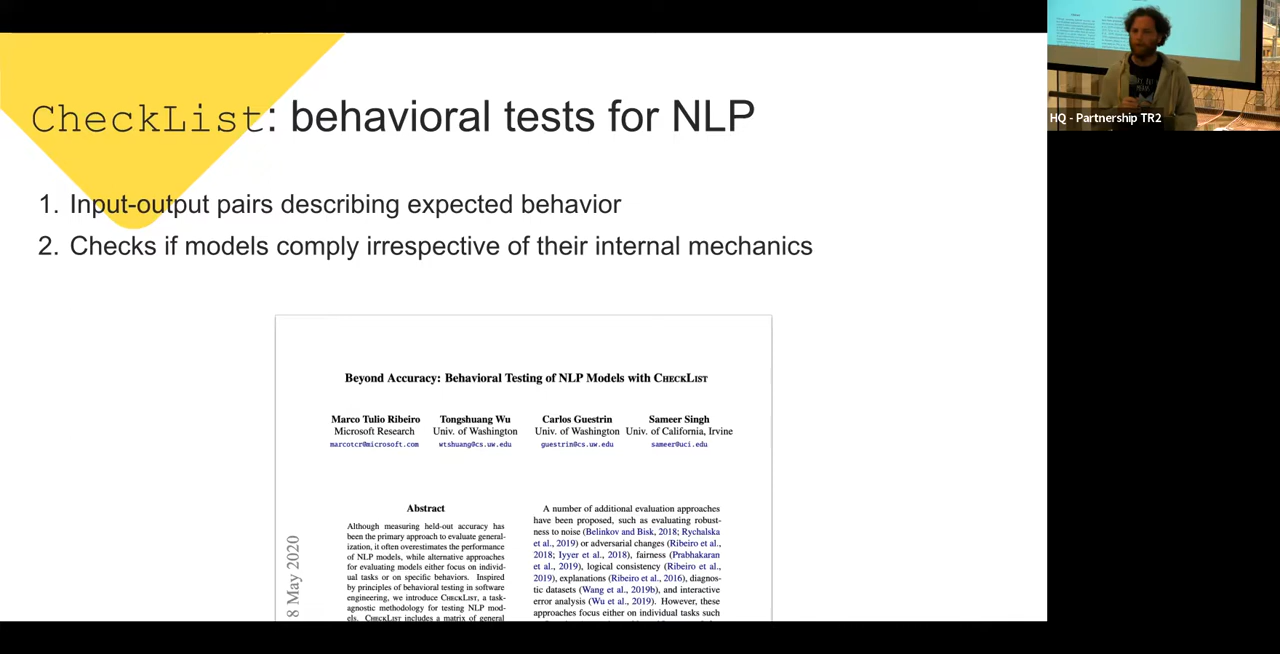 CheckList: behavioral tests for NLP
HQ - Partnership TR2
1. Input-output pairs describing expected behavior
2. Checks if models comply irrespective of their internal mechanics
Beyond Accuracy: Behavioral Testing of NLP Models with CHECKLIST
Marco Tulio Ribeiro Tongshuang Wu Carlos Guestrin Sameer Singh
Microsoft Research Univ. of Washington Univ. of Washington Univ. of California, Irvine
marcotcr@microsoft.com wtshuang@cs.uw.edu guestrin@cs.uw.edu sameer@uci.edu
8 May 2020
Abstract
Although measuring held-out accuracy has
been the primary approach to evaluate general-
ization, it often overestimates the performance
of NLP models, while alternative approaches
for evaluating models either focus on individ-
ual tasks or on specific behaviors. Inspired
by principles of behavioral testing in software
engineering, we introduce CHECKLIST, a task-
agnostic methodology for testing NLP mod-
els. CHECKLIST includes a matrix of general
A number of additional evaluation approaches
have been proposed, such as evaluating robust-
ness to noise (Belinkov and Bisk, 2018; Rychalska
et al., 2019) or adversarial changes (Ribeiro et al.,
2018; Iyyer et al., 2018), fairness (Prabhakaran
et al., 2019), logical consistency (Ribeiro et al.,
2019), explanations (Ribeiro et al., 2016), diagnos-
tic datasets (Wang et al., 2019b), and interactive
error analysis (Wu et al., 2019). However, these
approaches focus either on individual tasks such